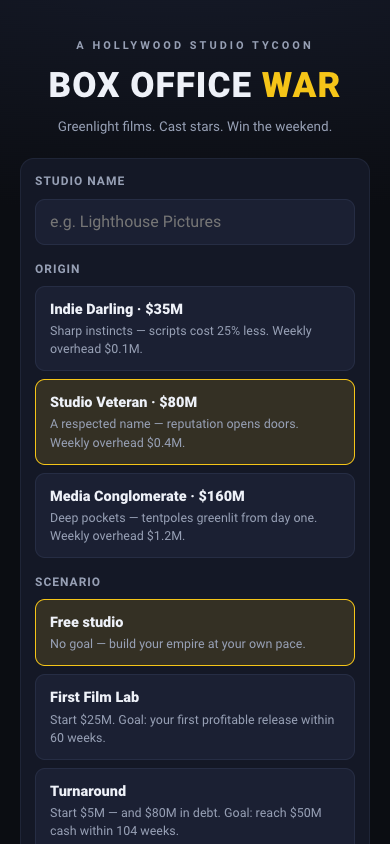 A HOLLYWOOD STUDIO TYCOON
BOX OFFICE WAR
Greenlight films. Cast stars. Win the weekend.
STUDIO NAME
e.g. Lighthouse Pictures
ORIGIN
Indie Darling · $35M
Sharp instincts — scripts cost 25% less. Weekly
overhead $0.1M.
Studio Veteran · $80M
A respected name — reputation opens doors.
Weekly overhead $0.4M.
Media Conglomerate · $160M
Deep pockets — tentpoles greenlit from day one.
Weekly overhead $1.2M.
SCENARIO
Free studio
No goal — build your empire at your own pace.
First Film Lab
Start $25M. Goal: your first profitable release within
60 weeks.
Turnaround
Start $5M — and $80M in debt. Goal: reach $50M
cash within 104 weeks.